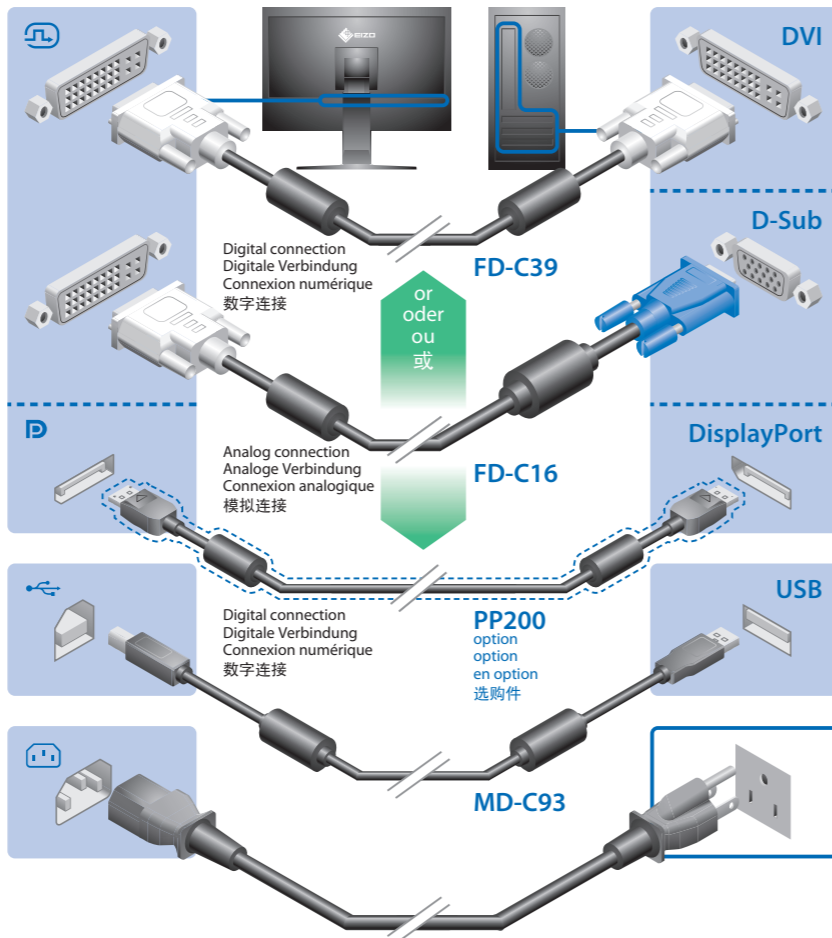 EIZO
DVI
D-Sub
Digital connection
Digitale Verbindung
Connexion numérique
数字连接
FD-C39
or
oder
ou
或
DisplayPort
Analog connection
Analoge Verbindung
Connexion analogique
模拟连接
FD-C16
USB
Digital connection
Digitale Verbindung
Connexion numérique
数字连接
PP200
option
option
en option
选购件
MD-C93